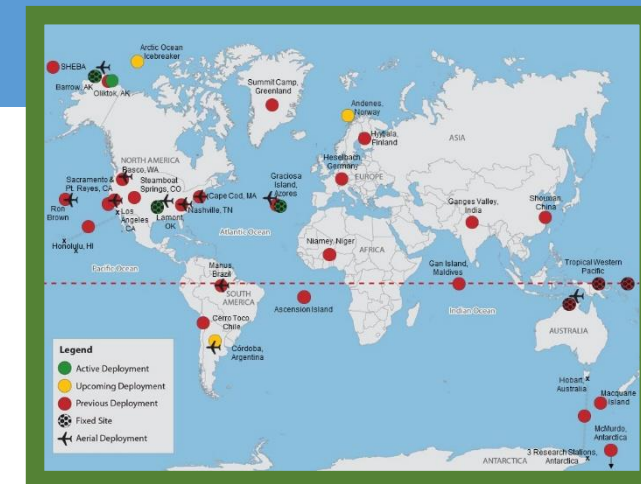 Arctic Ocean
Icebreaker
SHEBA
Barrow, AK
Oliktok, AK
Summit Camp,
Greenland
Andenes,
Norway
Hyytiala,
Finland
ASIA
NORTH AMERICA
Pasco, WA
Sacramento &
Pt. Reyes, CA
Steamboat
Springs, CO
Heselbach,
Germany
EUROPE
Graciosa
Island,
Azores
Cape Cod, MA
Nashville, TN
Ron
Brown
Los
Angeles
CA
Lamont,
OK
Ganges Valley,
India
Shouxian,
China
Honolulu, HI
Atlantic Ocean
Niamey, Niger
AFRICA
Pacific Ocean
Manus,
Brazil
Gan Island,
Maldives
Tropical Western
Pacific
SOUTH
AMERICA
Ascension Island
Indian Ocean
Cerro Toco,
Chile
AUSTRALIA
Córdoba,
Argentina
Legend
Active Deployment
Upcoming Deployment
Previous Deployment
Fixed Site
Aerial Deployment
Hobart,
Australia
Macquarie
Island
McMurdo,
Antarctica
3 Research Stations,
Antarctica
ANTARCTICA